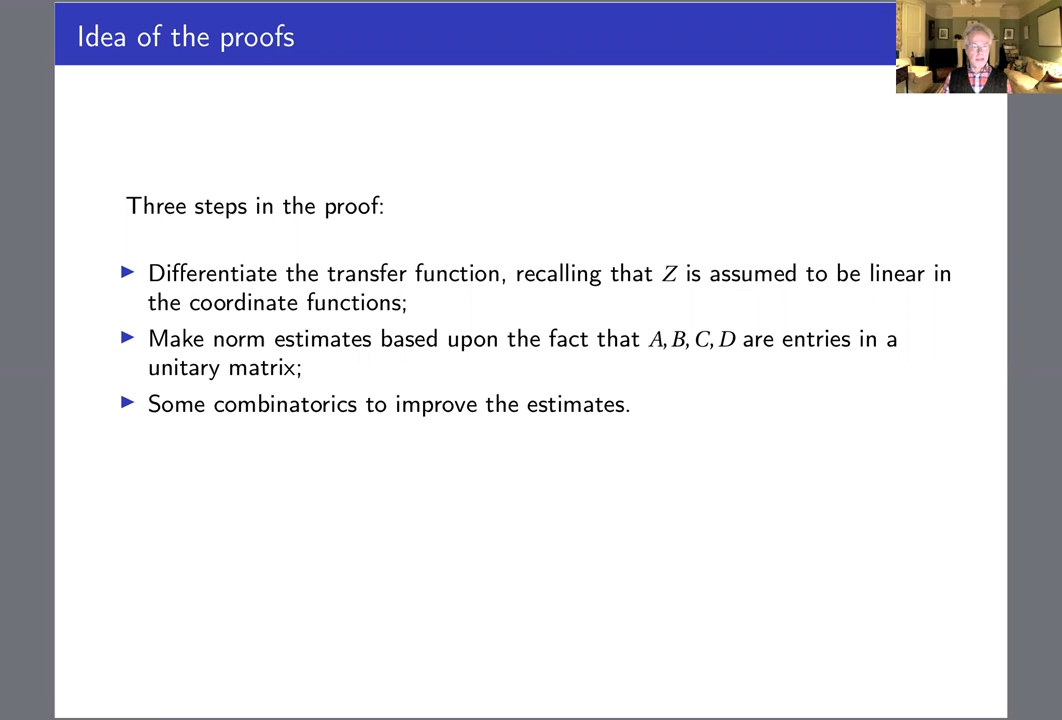 Idea of the proofs
Three steps in the proof:
Differentiate the transfer function, recalling that Z is assumed to be linear in
the coordinate functions;
Make norm estimates based upon the fact that A, B, C, D are entries in a
unitary matrix;
Some combinatorics to improve the estimates.